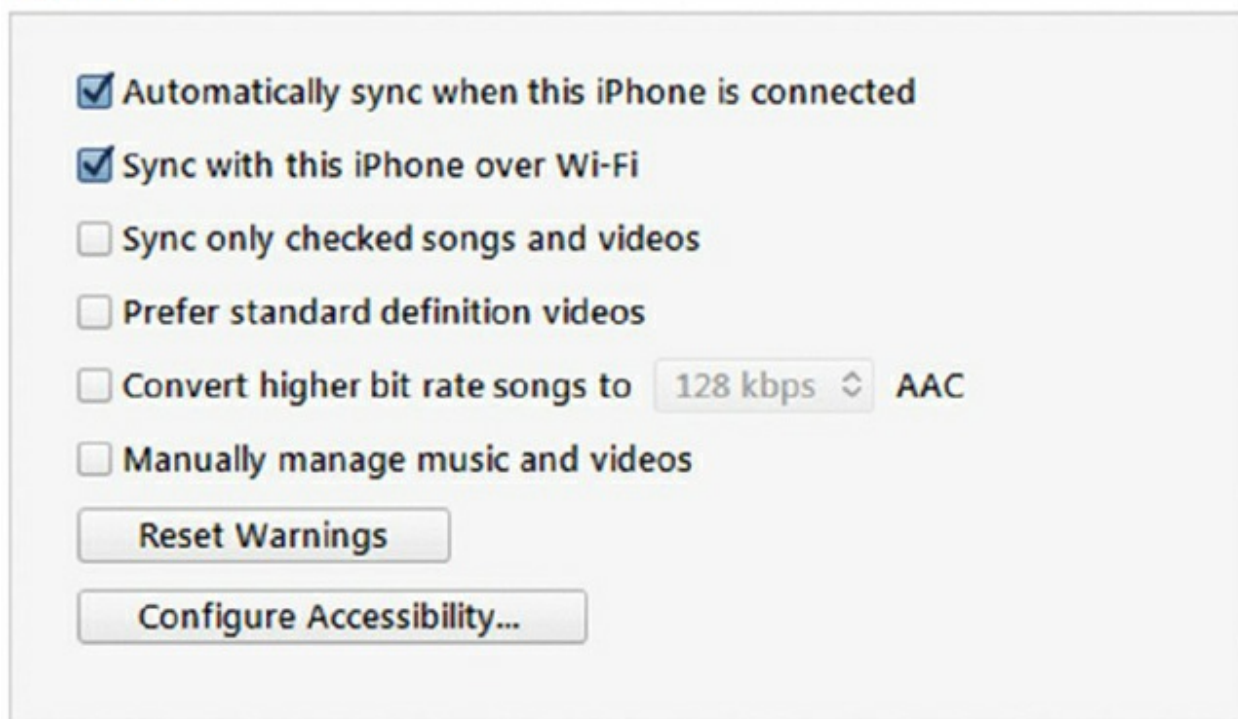 Automatically sync when this iPhone is connected
Sync with this iPhone over Wi-Fi
Sync only checked songs and videos
Prefer standard definition videos
Convert higher bit rate songs to 128 kbps AAC
Manually manage music and videos
Reset Warnings
Configure Accessibility...